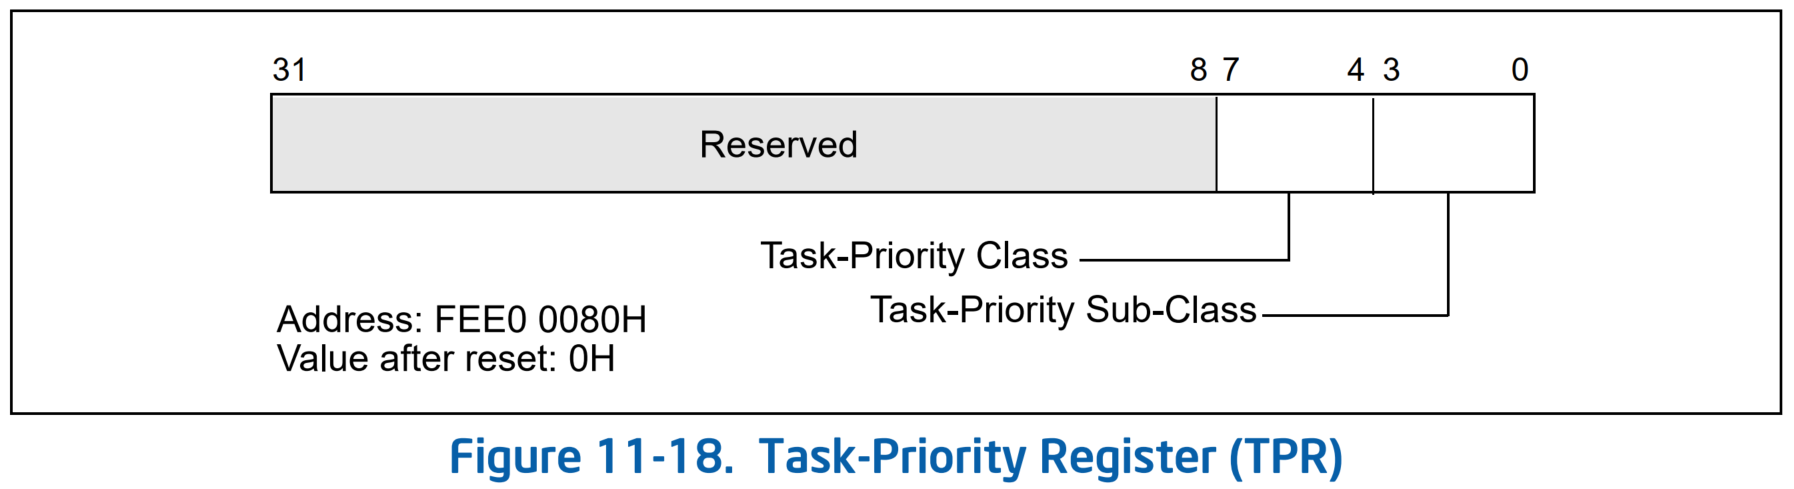 31 8 7 4 3 0
Reserved
Task-Priority Class
Task-Priority Sub-Class
Address: FEE0 0080H
Value after reset: 0H
Figure 11-18. Task-Priority Register (TPR)